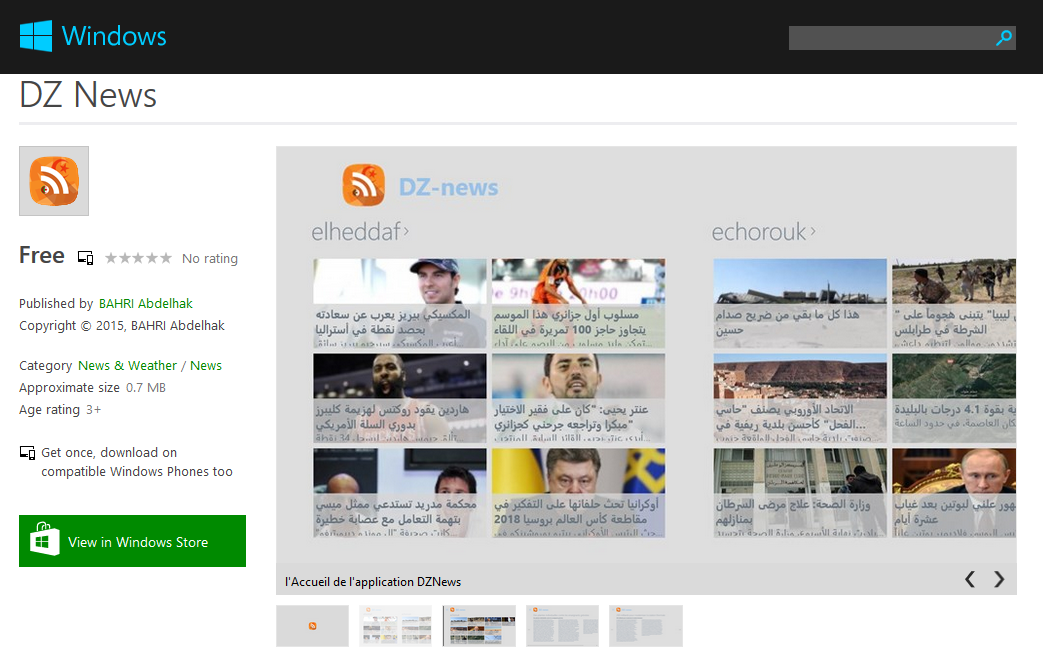 Windows
DZ News
Free
No rating
Published by BAHRI Abdelhak
Copyright © 2015, BAHRI Abdelhak
Category News & Weather / News
Approximate size 0.7 MB
Age rating 3+
Get once, download on
compatible Windows Phones too
View in Windows Store
DZ-news
elheddaf
المكسيكي بيريز يعرب عن سعادته
بحصد نقطة في أستراليا
مسلوب أول جزائري هذا الموسم
يتجاوز حاجز 100 تمريرة في اللقاء
هاردين يقود روكتس لهزيمة كليبرز
بدوري السلة الأمريكي
عنتر يحيى: "كان على فقير الاختيار
مبكرا وتراجعه جرحني كجزائري"
محكمة مدريد تستدعي ممثل ميسي
بتهمة التعامل مع عصابة خطيرة
أوكرانيا تحث حلفائها على التفكير في
مقاطعة كأس العالم بروسيا 2018
echorouk
هذا كل ما بقي من ضريح صدام
حسين
ليبيا" يتبنى هجوماً على "
الشرطة في طرابلس
الاتحاد الأوروبي يصنف "حاسي
الفحل" كأحسن بلدية ريفية في...
ية بقوة 4.1 درجات بالبليدة
وزارة الصحة: علاج مرضى السرطان
بمنازلهم
هور علني لبوتين بعد غياب
عشرة أيام
l'Accueil de l'application DZNews